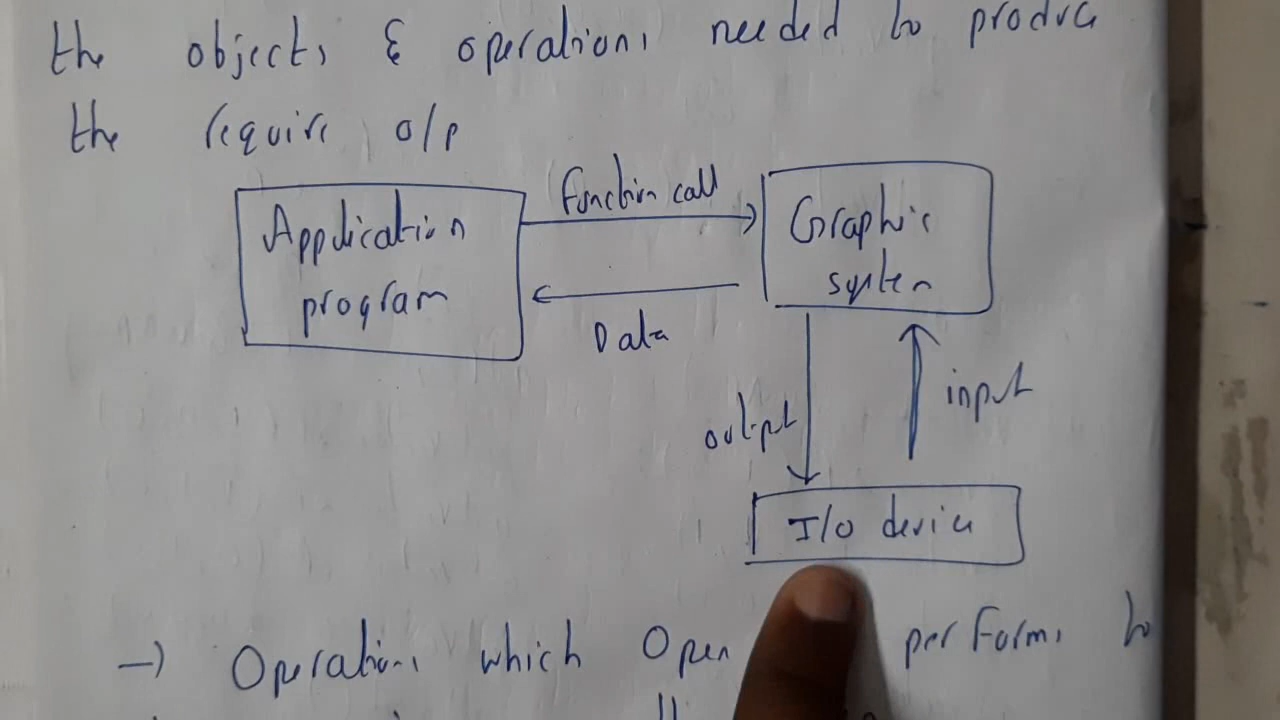 the objects & operations needed to produce
the require o/p
Function call
Application program
Graphic system
Data
output
input
I/O device
→ Operations which Open performs to